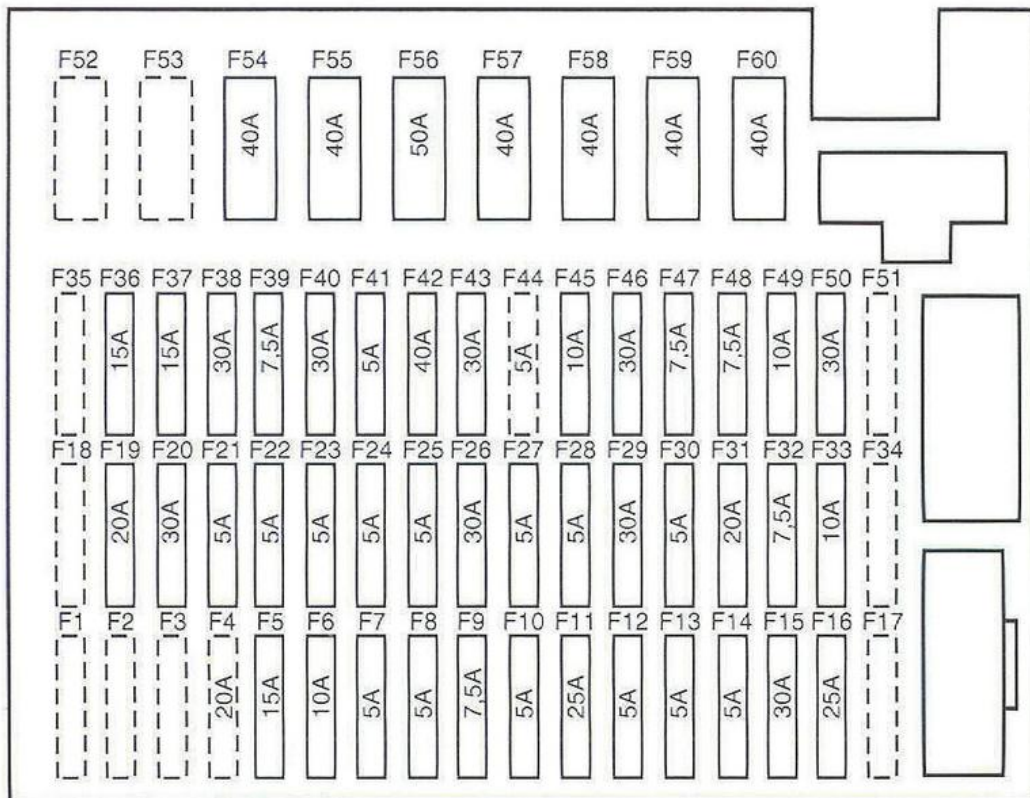 F52 F53 F54 F55 F56 F57 F58 F59 F60
40A 40A 50A 40A 40A 40A 40A
F35 F36 F37 F38 F39 F40 F41 F42 F43 F44 F45 F46 F47 F48 F49 F50 F51
15A 15A 30A 7,5A 30A 5A 40A 30A 5A 10A 30A 7,5A 7,5A 10A 30A
F18 F19 F20 F21 F22 F23 F24 F25 F26 F27 F28 F29 F30 F31 F32 F33 F34
20A 30A 5A 5A 5A 5A 5A 30A 5A 5A 30A 5A 20A 7,5A 10A
F1 F2 F3 F4 F5 F6 F7 F8 F9 F10 F11 F12 F13 F14 F15 F16 F17
20A 15A 10A 5A 5A 7,5A 5A 25A 5A 5A 5A 30A 25A